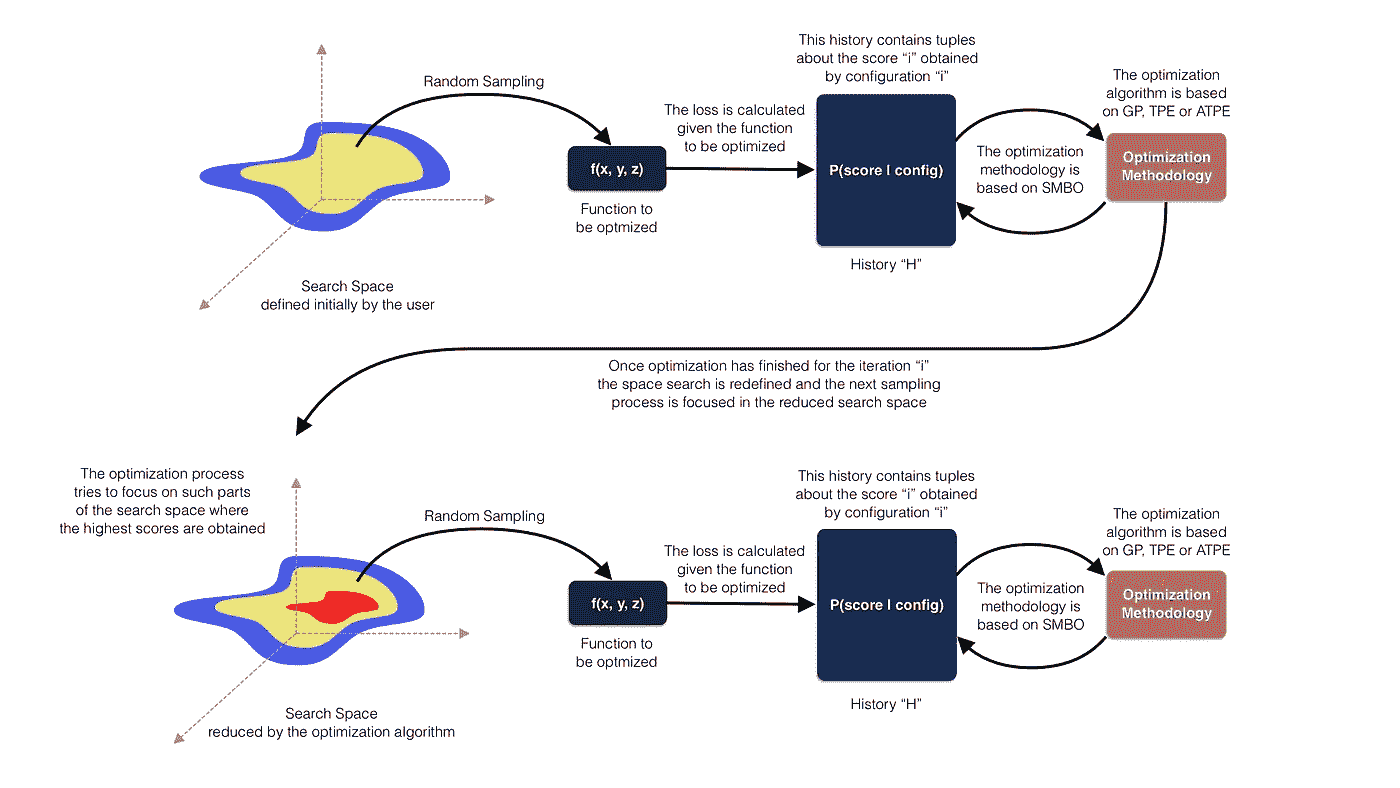 This history contains tuples
about the score “i” obtained
by configuration “i”
The optimization
algorithm is based
on GP, TPE or ATPE
Random Sampling
The loss is calculated
given the function
to be optimized
f(x, y, z)
P(score I config)
The optimization
methodology is
based on SMBO
Optimization
Methodology
Function to
be optmized
History “H”
Search Space
defined initially by the user
Once optimization has finished for the iteration “i”
the space search is redefined and the next sampling
process is focused in the reduced search space
The optimization process
tries to focus on such parts
of the search space where
the highest scores are obtained
This history contains tuples
about the score “i” obtained
by configuration “i”
The optimization
algorithm is based
on GP, TPE or ATPE
Random Sampling
The loss is calculated
given the function
to be optimized
f(x, y, z)
P(score I config)
The optimization
methodology is
based on SMBO
Optimization
Methodology
Function to
be optmized
History “H”
Search Space
reduced by the optimization algorithm